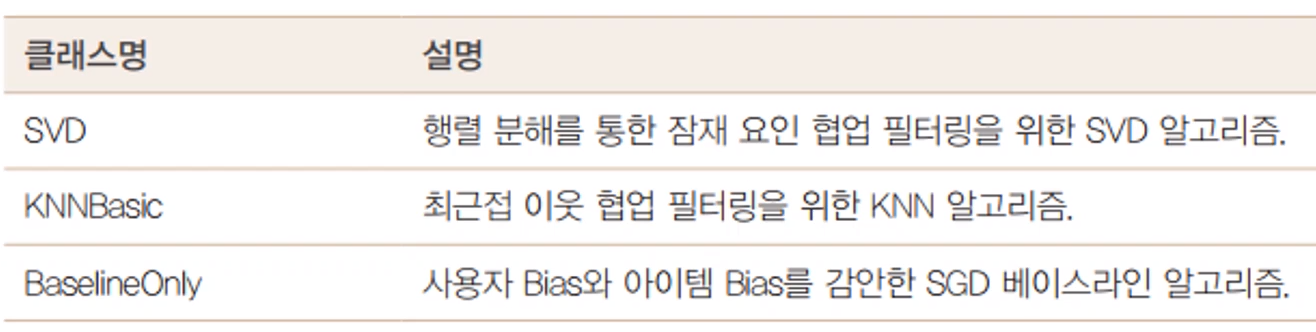 클래스명 설명
SVD 행렬 분해를 통한 잠재 요인 협업 필터링을 위한 SVD 알고리즘.
KNNBasic 최근접 이웃 협업 필터링을 위한 KNN 알고리즘.
BaselineOnly 사용자 Bias와 아이템 Bias를 감안한 SGD 베이스라인 알고리즘.